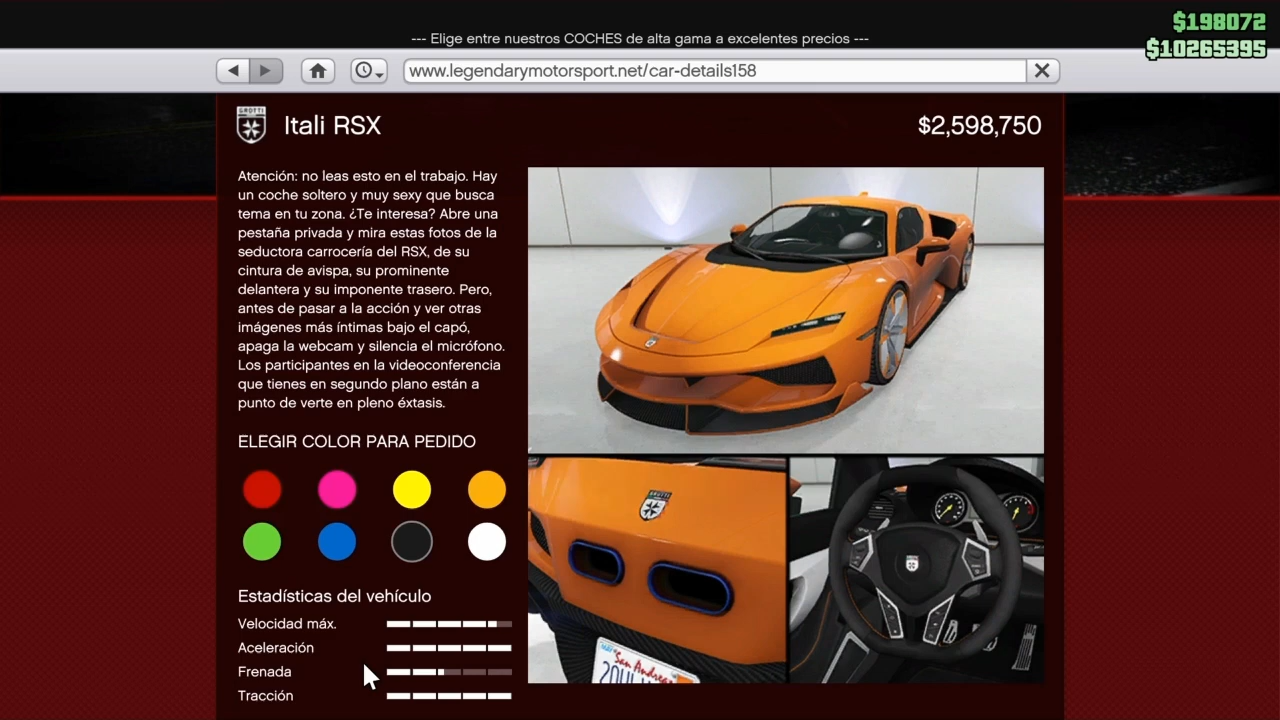 $198072
--- Elige entre nuestros COCHES de alta gama a excelentes precios ---
$10265395
www.legendarymotorsport.net/car-details158
GROTTI
Itali RSX
$2,598,750
Atención: no leas esto en el trabajo. Hay
un coche soltero y muy sexy que busca
tema en tu zona. ¿Te interesa? Abre una
pestaña privada y mira estas fotos de la
seductora carrocería del RSX, de su
cintura de avispa, su prominente
delantera y su imponente trasero. Pero,
antes de pasar a la acción y ver otras
imágenes más íntimas bajo el capó,
apaga la webcam y silencia el micrófono.
Los participantes en la videoconferencia
que tienes en segundo plano están a
punto de verte en pleno éxtasis.
ELEGIR COLOR PARA PEDIDO
GROTTI
San Andreas
Estadísticas del vehículo
Velocidad máx.
Aceleración
Frenada
Tracción